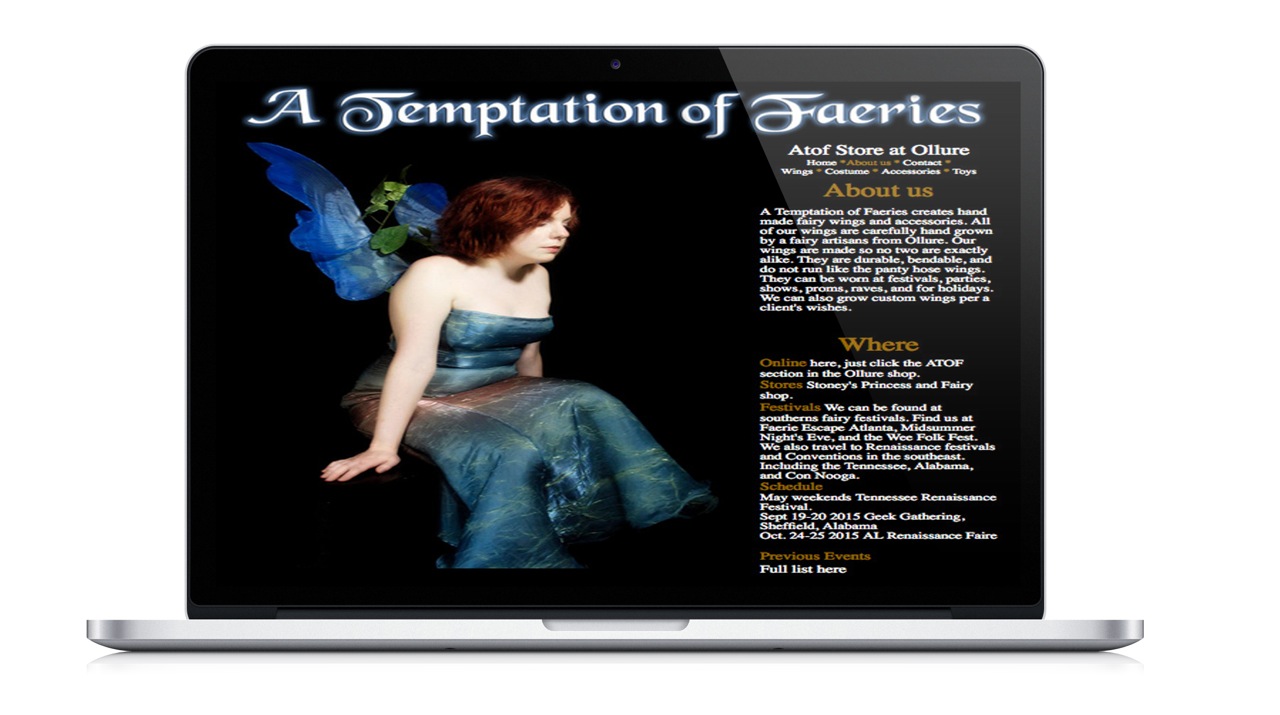 A Temptation of Faeries
Atof Store at Ollure
Home * About us * Contact *
Wings * Costume * Accessories * Toys
About us
A Temptation of Faeries creates hand
made fairy wings and accessories. All
of our wings are carefully hand grown
by a fairy artisans from Ollure. Our
wings are made so no two are exactly
alike. They are durable, bendable, and
do not run like the panty hose wings.
They can be worn at festivals, parties,
shows, proms, raves, and for holidays.
We can also grow custom wings per a
client's wishes.
Where
Online here, just click the ATOF
section in the Ollure shop.
Stores Stoney's Princess and Fairy
shop.
Festivals We can be found at
southerns fairy festivals. Find us at
Faerie Escape Atlanta, Midsummer
Night's Eve, and the Wee Folk Fest.
We also travel to Renaissance festivals
and Conventions in the southeast.
Including the Tennessee, Alabama,
and Con Nooga.
Schedule
May weekends Tennessee Renaissance
Festival.
Sept 19-20 2015 Geek Gathering,
Sheffield, Alabama
Oct. 24-25 2015 AL Renaissance Faire
Previous Events
Full list here